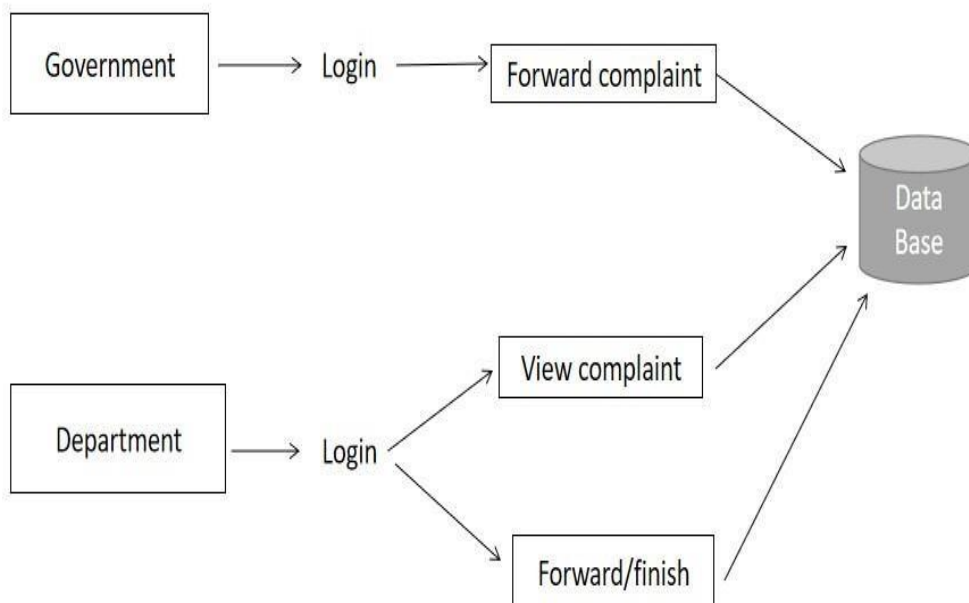 Government
Login
Forward complaint
Data
Base
View complaint
Department
Login
Forward/finish